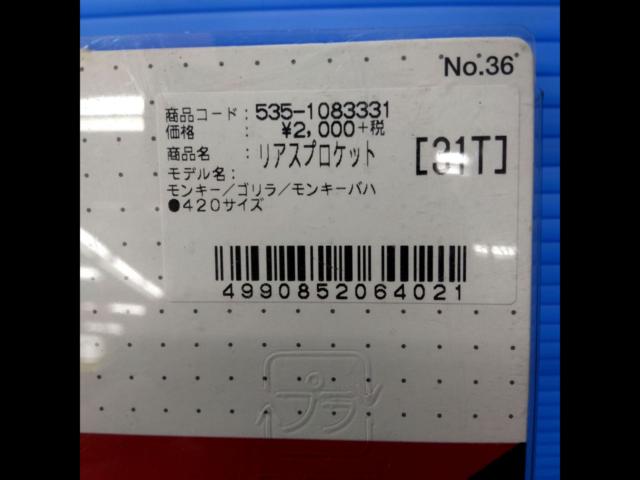 No.36
商品コード : 535-1083331
価格 : ¥2,000+税
商品名 : リアスプロケット [31T]
モデル名:
モンキー/ゴリラ/モンキーバハ
●420サイズ
4990852064021
プラ